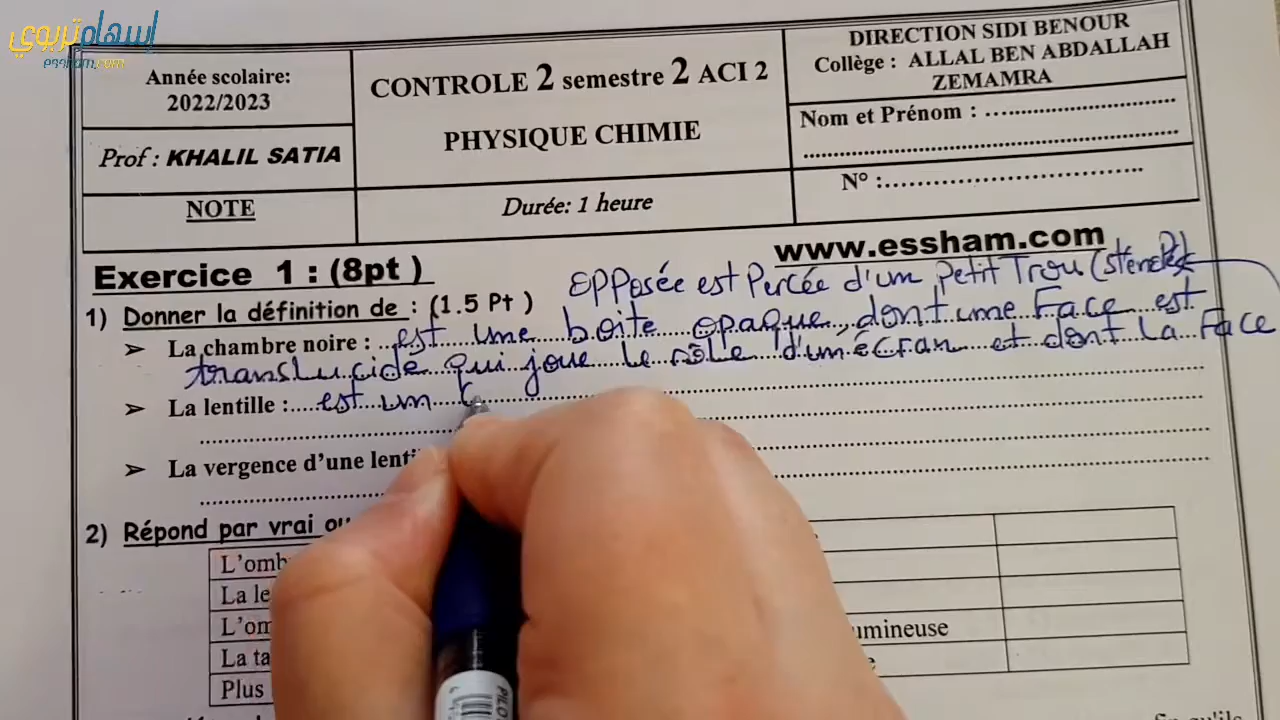 إسهام تربوي
essham.com
Année scolaire:
2022/2023
Prof : KHALIL SATIA
NOTE
CONTROLE 2 semestre 2 ACI 2
PHYSIQUE CHIMIE
Durée: 1 heure
DIRECTION SIDI BENOUR
Collège : ALLAL BEN ABDALLAH
ZEMAMRA
Nom et Prénom :
N° :
www.essham.com
Exercice 1 : (8pt )
opposée est Percée d'un petit Trou
1) Donner la définition de : (1.5 Pt )
➢ La chambre noire : est une boite opaque, dont une Face est
translucide qui joue le rôle d'un écran et dont la Face
➢ La lentille : est un
➢ La vergence d'une lenti
2) Répond par vrai ou
L'omb
La le
L'om umineuse
La ta e
Plus